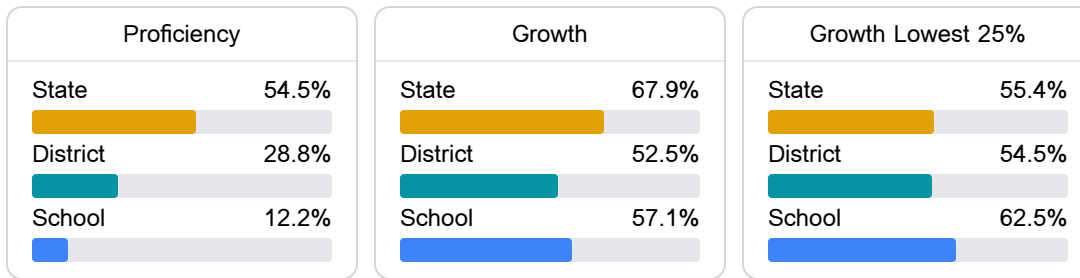 Proficiency
State 54.5%
District 28.8%
School 12.2%
Growth
State 67.9%
District 52.5%
School 57.1%
Growth Lowest 25%
State 55.4%
District 54.5%
School 62.5%